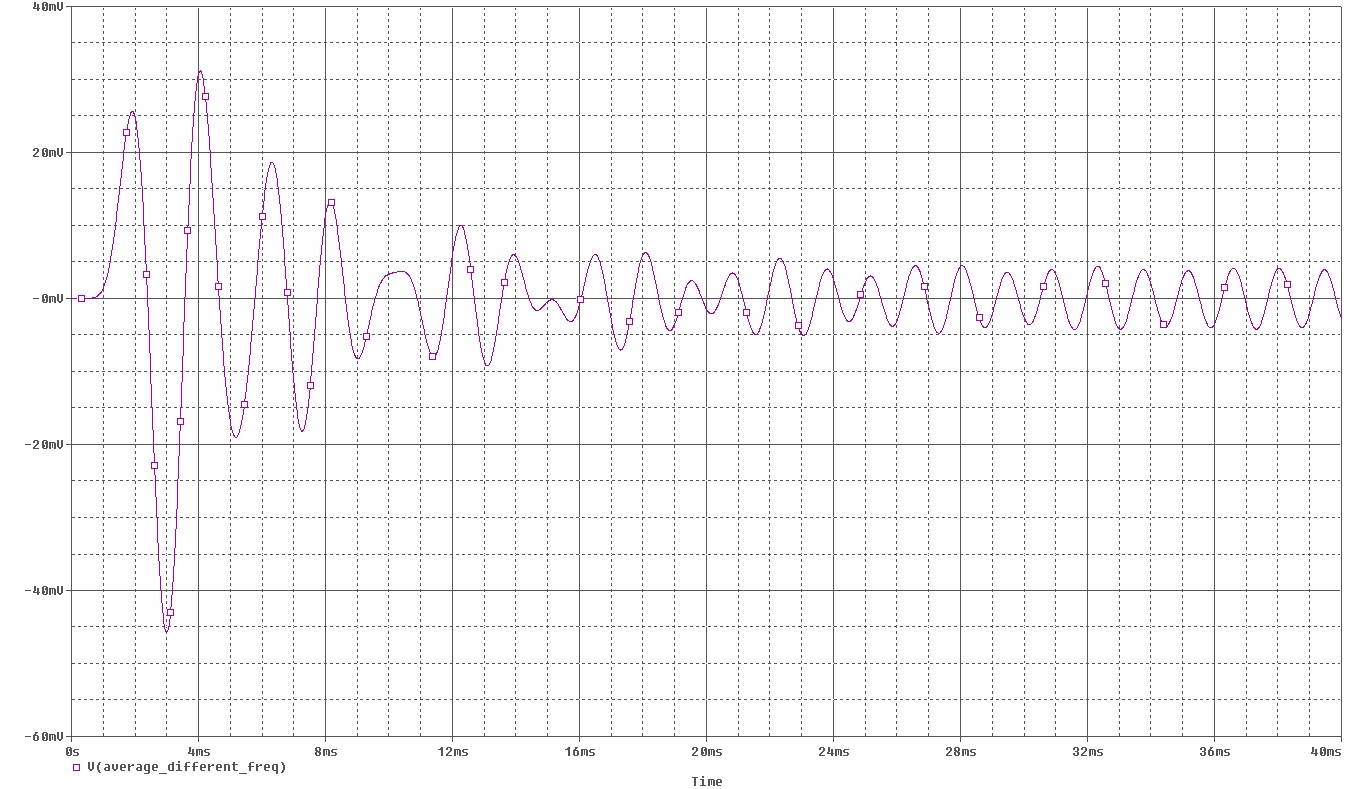 40mV
20mV
-0mV
-20mV
-40mV
-60mV
0s 4ms 8ms 12ms 16ms 20ms 24ms 28ms 32ms 36ms 40ms
V(average_different_freq)
Time